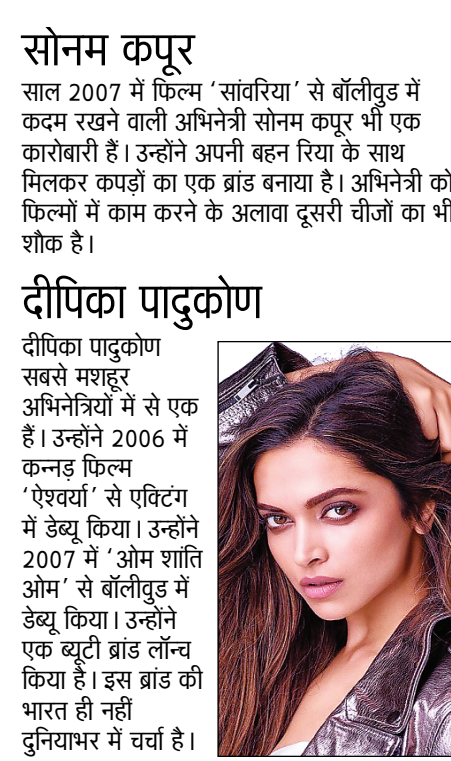 सोनम कपूर
साल 2007 में फिल्म ‘सांवरिया’ से बॉलीवुड में
कदम रखने वाली अभिनेत्री सोनम कपूर भी एक
कारोबारी हैं। उन्होंने अपनी बहन रिया के साथ
मिलकर कपड़ों का एक ब्रांड बनाया है। अभिनेत्री को
फिल्मों में काम करने के अलावा दूसरी चीजों का भी
शौक है।
दीपिका पादुकोण
दीपिका पादुकोण
सबसे मशहूर
अभिनेत्रियों में से एक
हैं। उन्होंने 2006 में
कन्नड़ फिल्म
‘ऐश्वर्या’ से एक्टिंग
में डेब्यू किया। उन्होंने
2007 में ‘ओम शांति
ओम’ से बॉलीवुड में
डेब्यू किया। उन्होंने
एक ब्यूटी ब्रांड लॉन्च
किया है। इस ब्रांड की
भारत ही नहीं
दुनियाभर में चर्चा है।